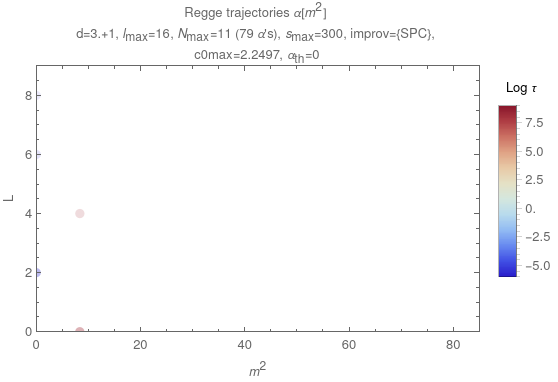 Regge trajectories α[m²]
d=3.+1, lmax=16, Nmax=11 (79 α's), smax=300, improv={SPC},
c0max=2.2497, αth=0
Log τ
8
6
4
2
0
L
0 20 40 60 80
m²
7.5
5.0
2.5
0.
−2.5
−5.0